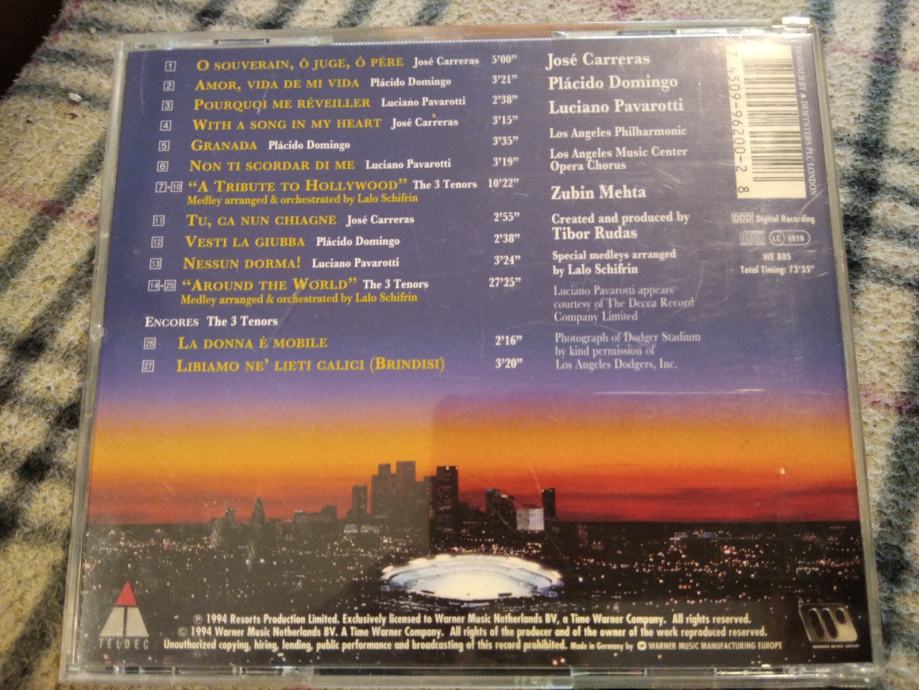 1 O SOUVERAIN, Ô JUGE, Ô PÈRE José Carreras 5'00"
2 AMOR, VIDA DE MI VIDA Plácido Domingo 3'21"
3 POURQUOI ME RÉVEILLER Luciano Pavarotti 2'38"
4 WITH A SONG IN MY HEART José Carreras 3'15"
5 GRANADA Plácido Domingo 3'35"
6 NON TI SCORDAR DI ME Luciano Pavarotti 3'19"
7-10 "A TRIBUTE TO HOLLYWOOD" The 3 Tenors 10'22"
Medley arranged & orchestrated by Lalo Schifrin
11 TU, CA NUN CHIAGNE José Carreras 2'55"
12 VESTI LA GIUBBA Plácido Domingo 2'38"
13 NESSUN DORMA! Luciano Pavarotti 3'24"
14-25 "AROUND THE WORLD" The 3 Tenors 27'25"
Medley arranged & orchestrated by Lalo Schifrin
ENCORES The 3 Tenors
26 LA DONNA È MOBILE 2'16"
27 LIBIAMO NE' LIETI CALICI (BRINDISI) 3'20"
José Carreras
Plácido Domingo
Luciano Pavarotti
Los Angeles Philharmonic
Los Angeles Music Center
Opera Chorus
Zubin Mehta
Created and produced by
Tibor Rudas
Special medleys arranged
by Lalo Schifrin
Luciano Pavarotti appears
courtesy of The Decca Record
Company Limited
Photograph of Dodger Stadium
by kind permission of
Los Angeles Dodgers, Inc.
4509-96200-2 8
DDD Digital Recording
LC 6019
WE 805
Total Timing: 73'35"
TELDEC
℗ 1994 Resorts Production Limited. Exclusively licensed to Warner Music Netherlands BV, a Time Warner Company. All rights reserved.
© 1994 Warner Music Netherlands BV. A Time Warner Company. All rights of the producer and of the owner of the work reproduced reserved.
Unauthorized copying, hiring, lending, public performance and broadcasting of this record prohibited. Made in Germany by WARNER MUSIC MANUFACTURING EUROPE
WARNER MUSIC GROUP